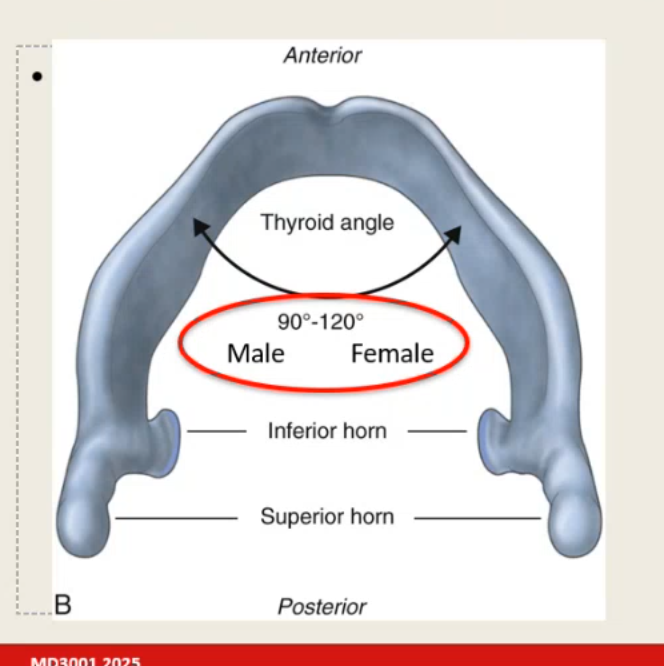 Anterior
Thyroid angle
90°-120°
Male Female
Inferior horn
Superior horn
B
Posterior
MD3001 2025